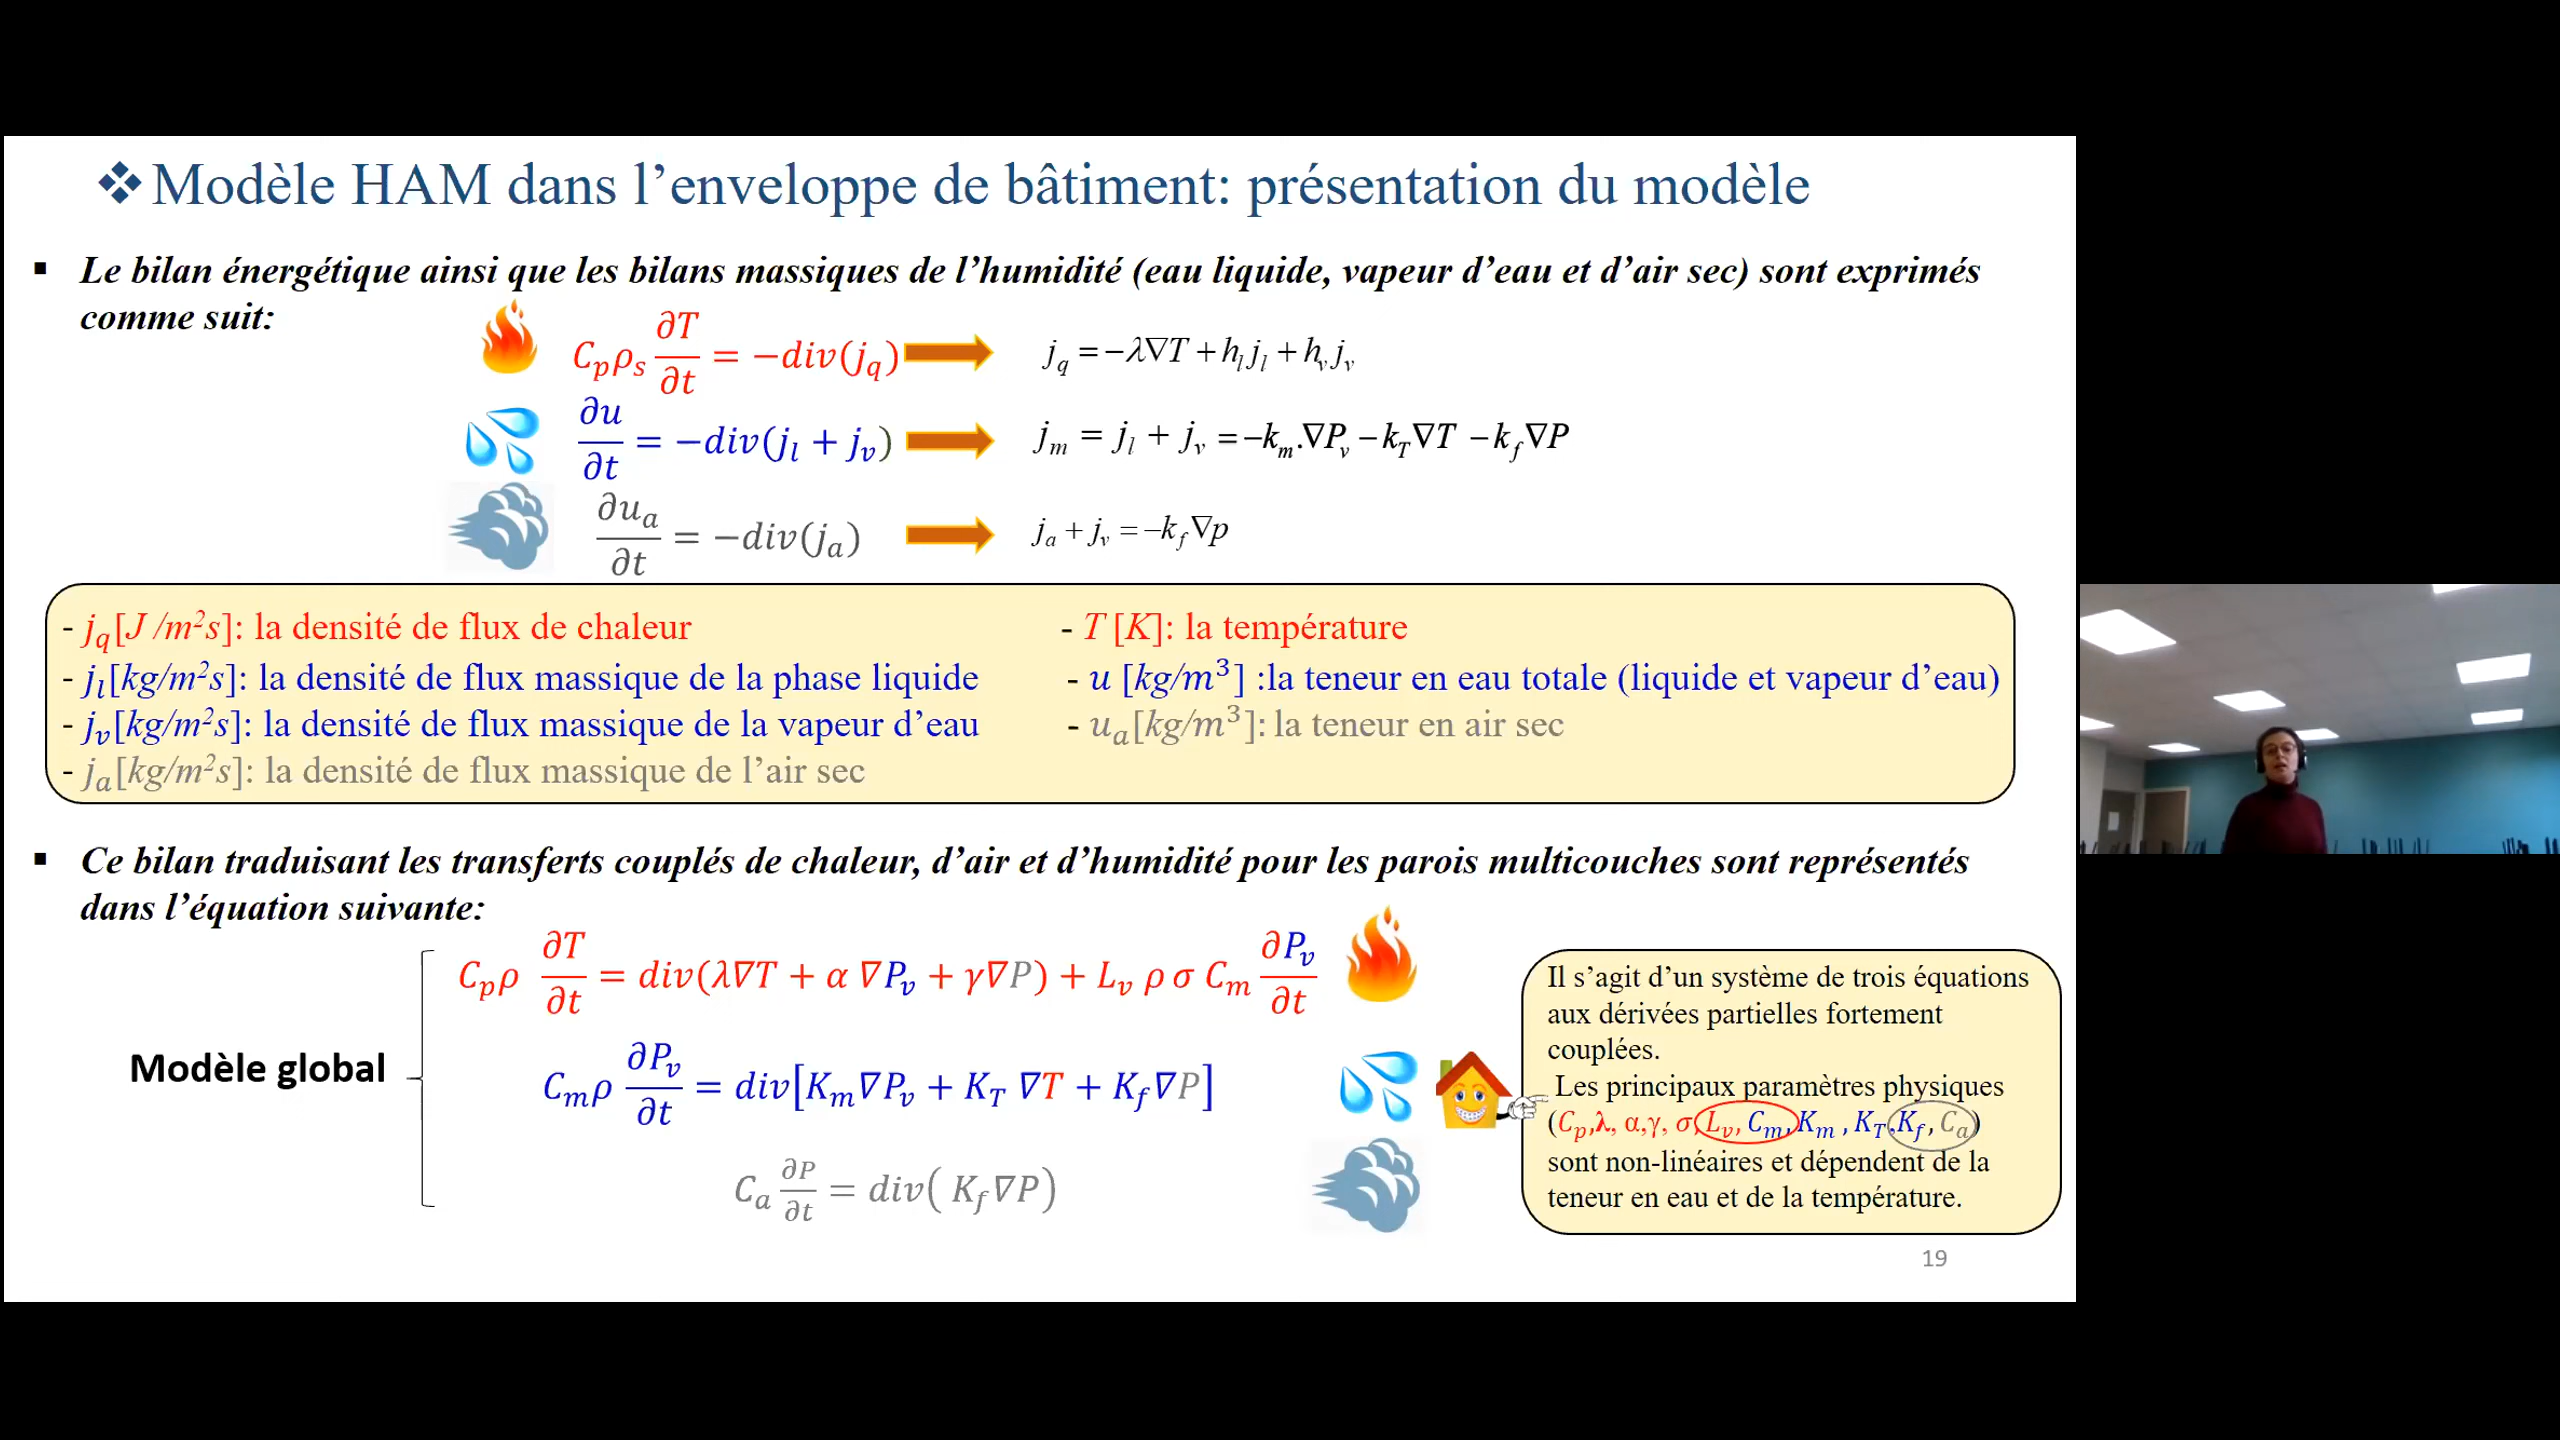 ❖Modèle HAM dans l’enveloppe de bâtiment: présentation du modèle
▪ Le bilan énergétique ainsi que les bilans massiques de l’humidité (eau liquide, vapeur d’eau et d’air sec) sont exprimés
comme suit:
C_p ρ_s ∂T/∂t = −div(j_q)   j_q = −λ∇T + h_l j_l + h_v j_v
∂u/∂t = −div(j_l + j_v)   j_m = j_l + j_v = −k_m.∇P_v − k_T∇T − k_f∇P
∂u_a/∂t = −div(j_a)   j_a + j_v = −k_f∇p
- j_q[J /m²s]: la densité de flux de chaleur
- j_l[kg/m²s]: la densité de flux massique de la phase liquide
- j_v[kg/m²s]: la densité de flux massique de la vapeur d’eau
- j_a[kg/m²s]: la densité de flux massique de l’air sec
- T [K]: la température
- u [kg/m³] :la teneur en eau totale (liquide et vapeur d’eau)
- u_a[kg/m³]: la teneur en air sec
▪ Ce bilan traduisant les transferts couplés de chaleur, d’air et d’humidité pour les parois multicouches sont représentés
dans l’équation suivante:
Modèle global
C_p ρ ∂T/∂t = div(λ∇T + α ∇P_v + γ∇P) + L_v ρ σ C_m ∂P_v/∂t
C_m ρ ∂P_v/∂t = div[K_m∇P_v + K_T ∇T + K_f∇P]
C_a ∂P/∂t = div( K_f∇P)
Il s’agit d’un système de trois équations
aux dérivées partielles fortement
couplées.
Les principaux paramètres physiques
(C_p,λ, α,γ, σ, L_v, C_m, K_m , K_T,K_f, C_a)
sont non-linéaires et dépendent de la
teneur en eau et de la température.
19